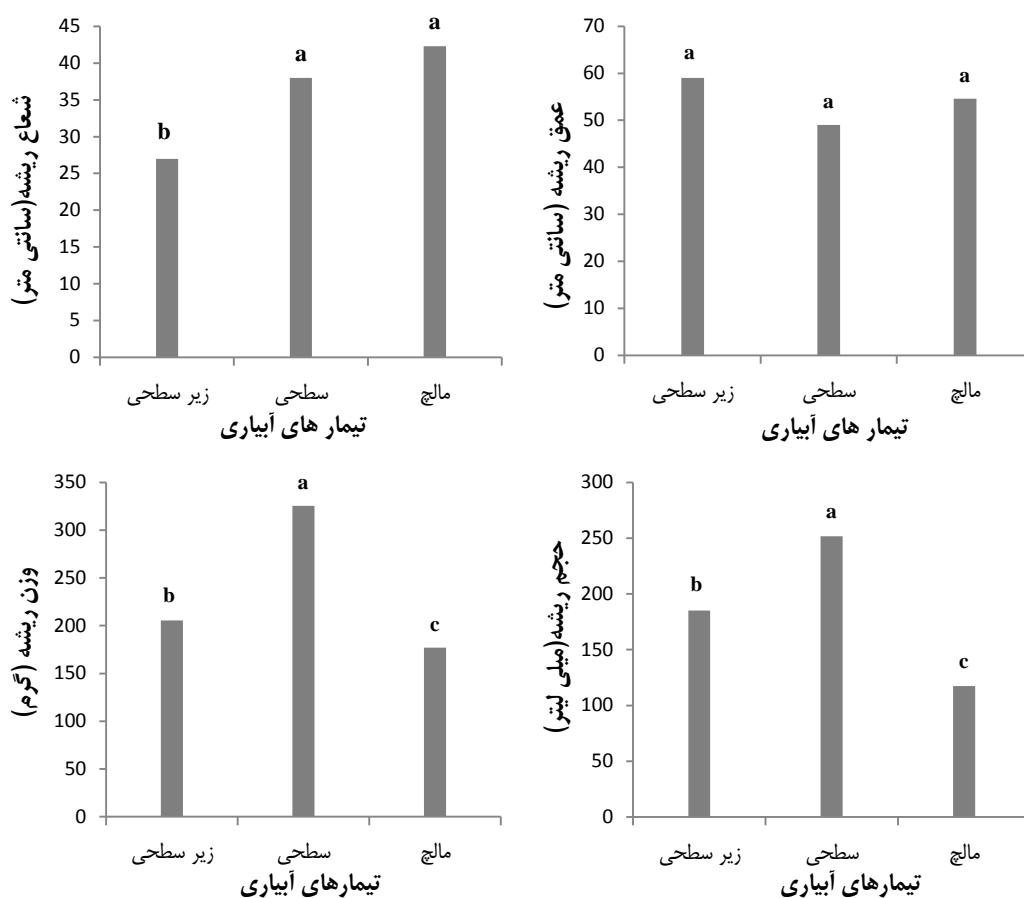 شعاع ریشه(سانتی متر)
45
40
35
30
25
20
15
10
5
0
b
a
a
زیر سطحی
سطحی
مالچ
تیمار های آبیاری
عمق ریشه (سانتی متر)
70
60
50
40
30
20
10
0
a
a
a
زیر سطحی
سطحی
مالچ
تیمار های آبیاری
وزن ریشه (گرم)
350
300
250
200
150
100
50
0
b
a
c
زیر سطحی
سطحی
مالچ
تیمارهای آبیاری
حجم ریشه(میلی لیتر)
300
250
200
150
100
50
0
b
a
c
زیر سطحی
سطحی
مالچ
تیمارهای آبیاری